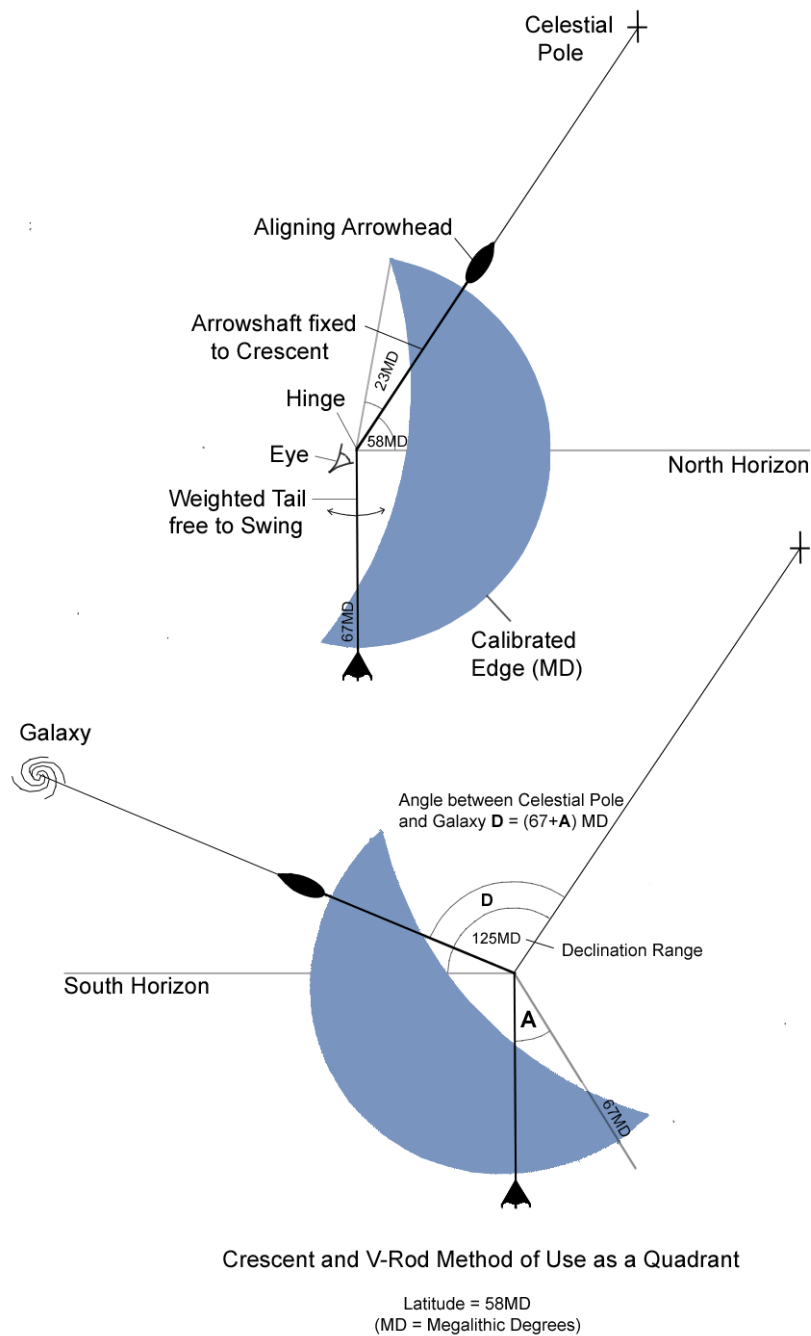 Celestial
Pole
Aligning Arrowhead
Arrowshaft fixed
to Crescent
23MD
Hinge
58MD
Eye
North Horizon
Weighted Tail
free to Swing
67MD
Calibrated
Edge (MD)
Galaxy
Angle between Celestial Pole
and Galaxy D = (67+A) MD
D
125MD
Declination Range
South Horizon
A
67MD
Crescent and V-Rod Method of Use as a Quadrant
Latitude = 58MD
(MD = Megalithic Degrees)